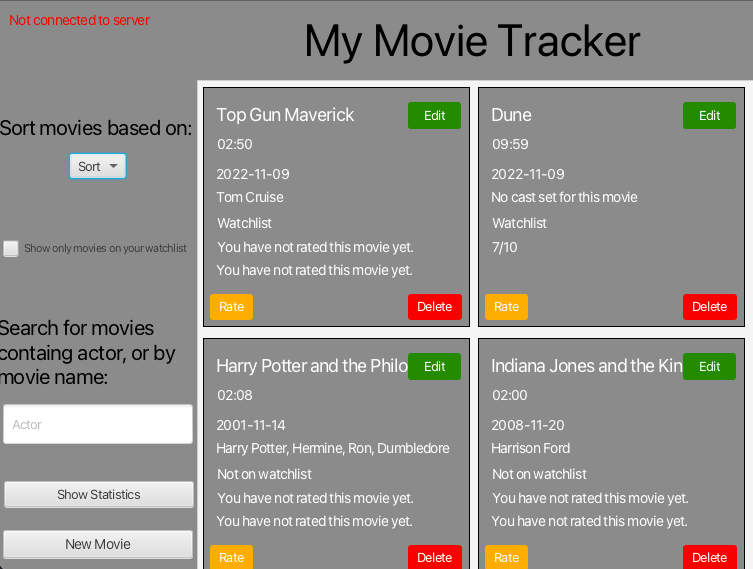 Not connected to server
My Movie Tracker
Sort movies based on:
Sort
Show only movies on your watchlist
Search for movies
containg actor, or by
movie name:
Actor
Show Statistics
New Movie
Top Gun Maverick
Edit
02:50
2022-11-09
Tom Cruise
Watchlist
You have not rated this movie yet.
You have not rated this movie yet.
Rate
Delete
Dune
Edit
09:59
2022-11-09
No cast set for this movie
Watchlist
7/10
Rate
Delete
Harry Potter and the Philo
Edit
02:08
2001-11-14
Harry Potter, Hermine, Ron, Dumbledore
Not on watchlist
You have not rated this movie yet.
You have not rated this movie yet.
Rate
Delete
Indiana Jones and the Kin
Edit
02:00
2008-11-20
Harrison Ford
Not on watchlist
You have not rated this movie yet.
You have not rated this movie yet.
Rate
Delete